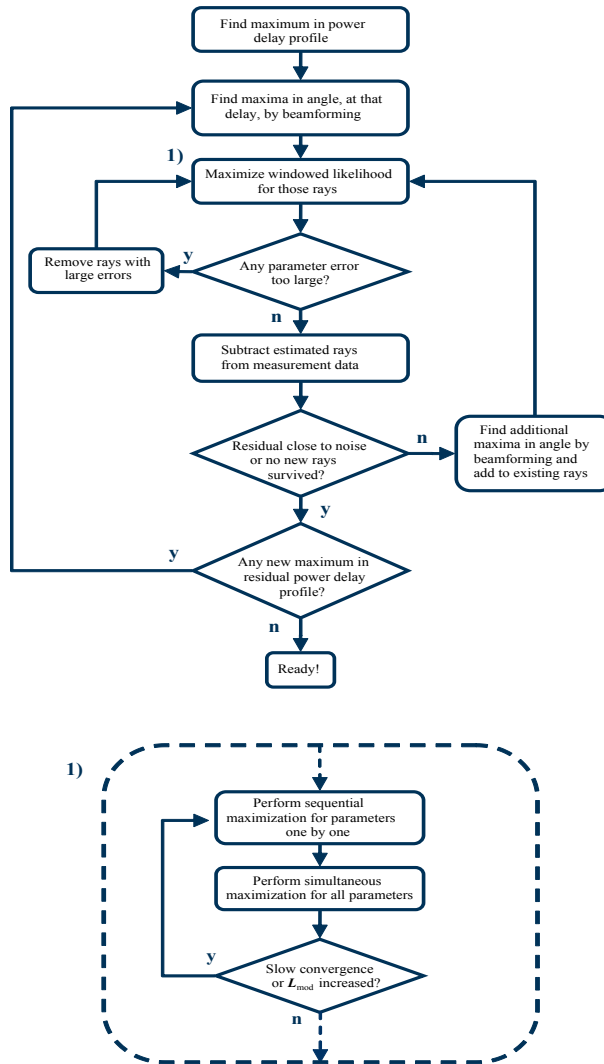 Find maximum in power
delay profile
Find maxima in angle, at that
delay, by beamforming
1)
Maximize windowed likelihood
for those rays
Remove rays with
large errors
y
Any parameter error
too large?
n
Subtract estimated rays
from measurement data
Residual close to noise
or no new rays
survived?
n
Find additional
maxima in angle by
beamforming and
add to existing rays
y
y
Any new maximum in
residual power delay
profile?
n
Ready!
1)
Perform sequential
maximization for parameters
one by one
Perform simultaneous
maximization for all parameters
y
Slow convergence
or Lmod increased?
n